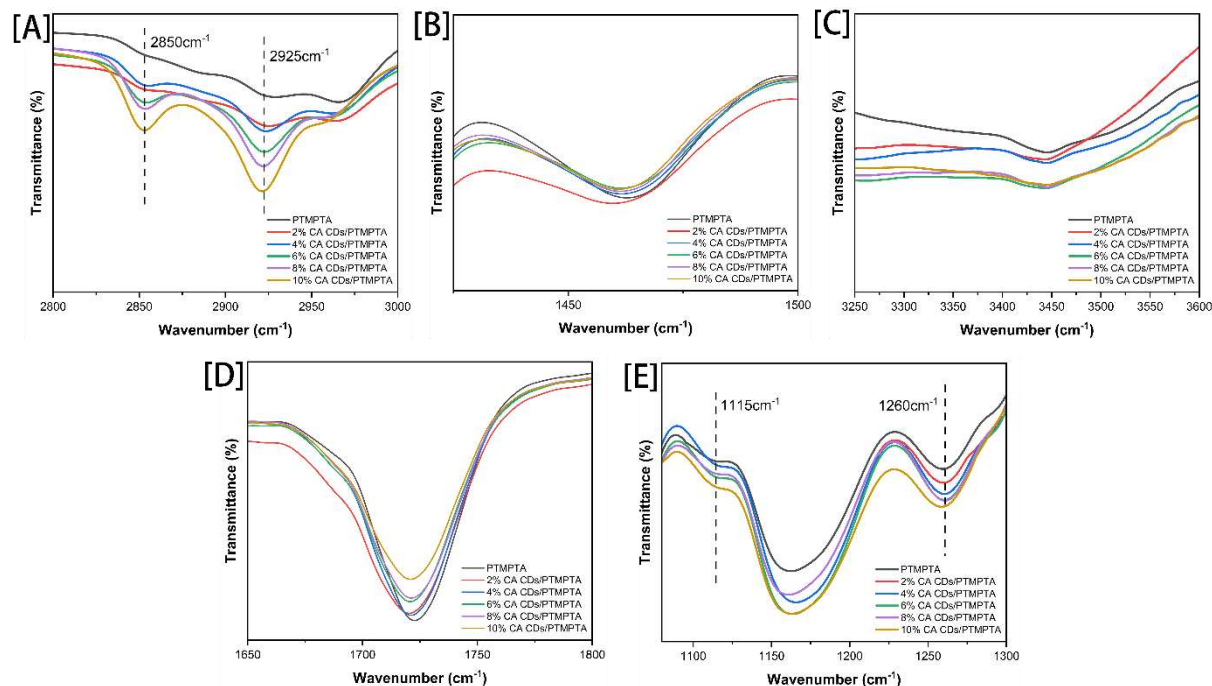 [A]
2850cm⁻¹
2925cm⁻¹
Transmittance (%)
PTMPTA
2% CA CDs/PTMPTA
4% CA CDs/PTMPTA
6% CA CDs/PTMPTA
8% CA CDs/PTMPTA
10% CA CDs/PTMPTA
2800 2850 2900 2950 3000
Wavenumber (cm⁻¹)
[B]
Transmittance (%)
PTMPTA
2% CA CDs/PTMPTA
4% CA CDs/PTMPTA
6% CA CDs/PTMPTA
8% CA CDs/PTMPTA
10% CA CDs/PTMPTA
1450 1500
Wavenumber (cm⁻¹)
[C]
Transmittance (%)
PTMPTA
2% CA CDs/PTMPTA
4% CA CDs/PTMPTA
6% CA CDs/PTMPTA
8% CA CDs/PTMPTA
10% CA CDs/PTMPTA
3250 3300 3350 3400 3450 3500 3550 3600
Wavenumber (cm⁻¹)
[D]
Transmittance (%)
PTMPTA
2% CA CDs/PTMPTA
4% CA CDs/PTMPTA
6% CA CDs/PTMPTA
8% CA CDs/PTMPTA
10% CA CDs/PTMPTA
1650 1700 1750 1800
Wavenumber (cm⁻¹)
[E]
1115cm⁻¹
1260cm⁻¹
Transmittance (%)
PTMPTA
2% CA CDs/PTMPTA
4% CA CDs/PTMPTA
6% CA CDs/PTMPTA
8% CA CDs/PTMPTA
10% CA CDs/PTMPTA
1100 1150 1200 1250 1300
Wavenumber (cm⁻¹)